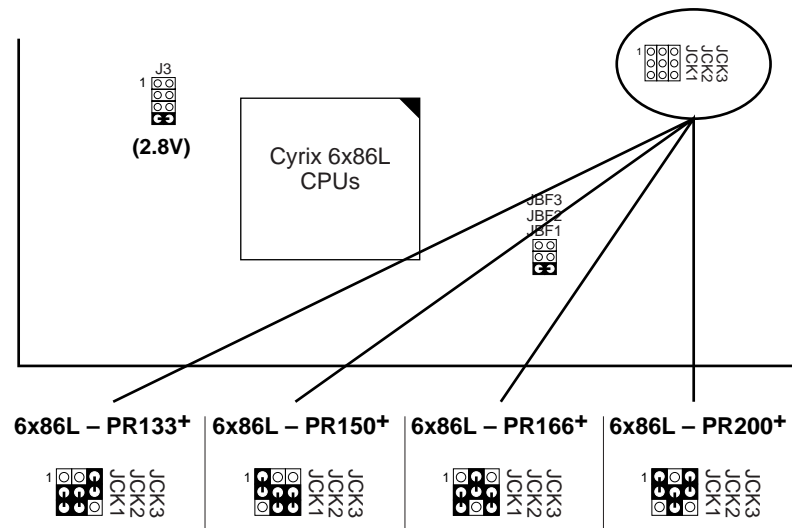 1
JCK3
JCK2
JCK1
J3
1
(2.8V)
Cyrix 6x86L
CPUs
JBF3
JBF2
JBF1
6x86L – PR133+
6x86L – PR150+
6x86L – PR166+
6x86L – PR200+
1
JCK3
JCK2
JCK1
1
JCK3
JCK2
JCK1
1
JCK3
JCK2
JCK1
1
JCK3
JCK2
JCK1